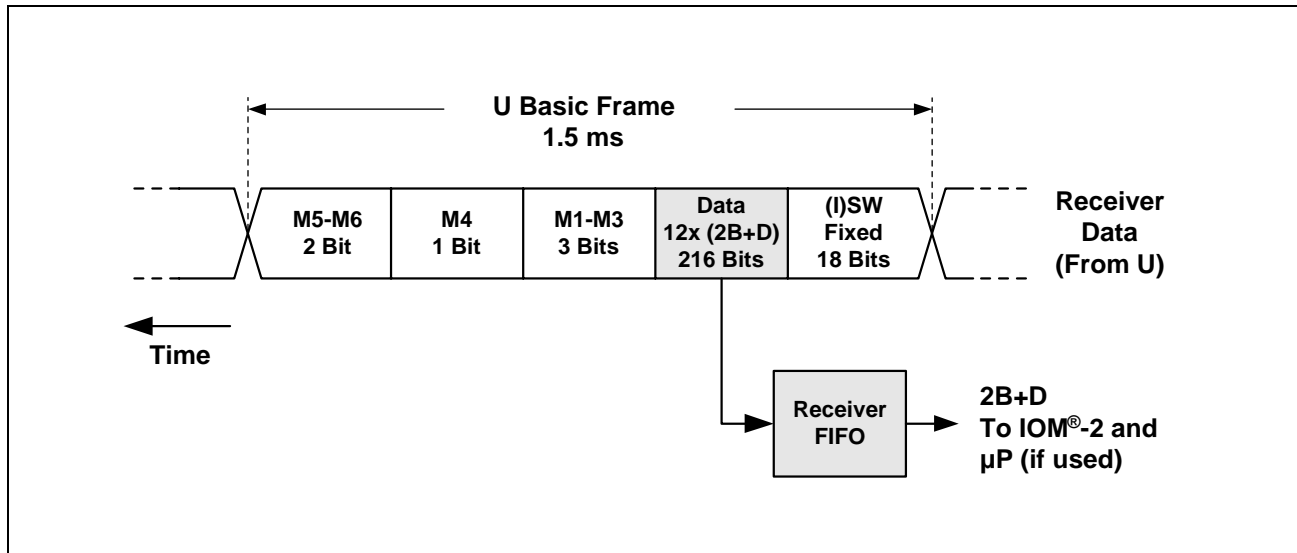 U Basic Frame
1.5 ms
M5-M6
2 Bit
M4
1 Bit
M1-M3
3 Bits
Data
12x (2B+D)
216 Bits
(I)SW
Fixed
18 Bits
Receiver
Data
(From U)
Time
Receiver
FIFO
2B+D
To IOM®-2 and
µP (if used)